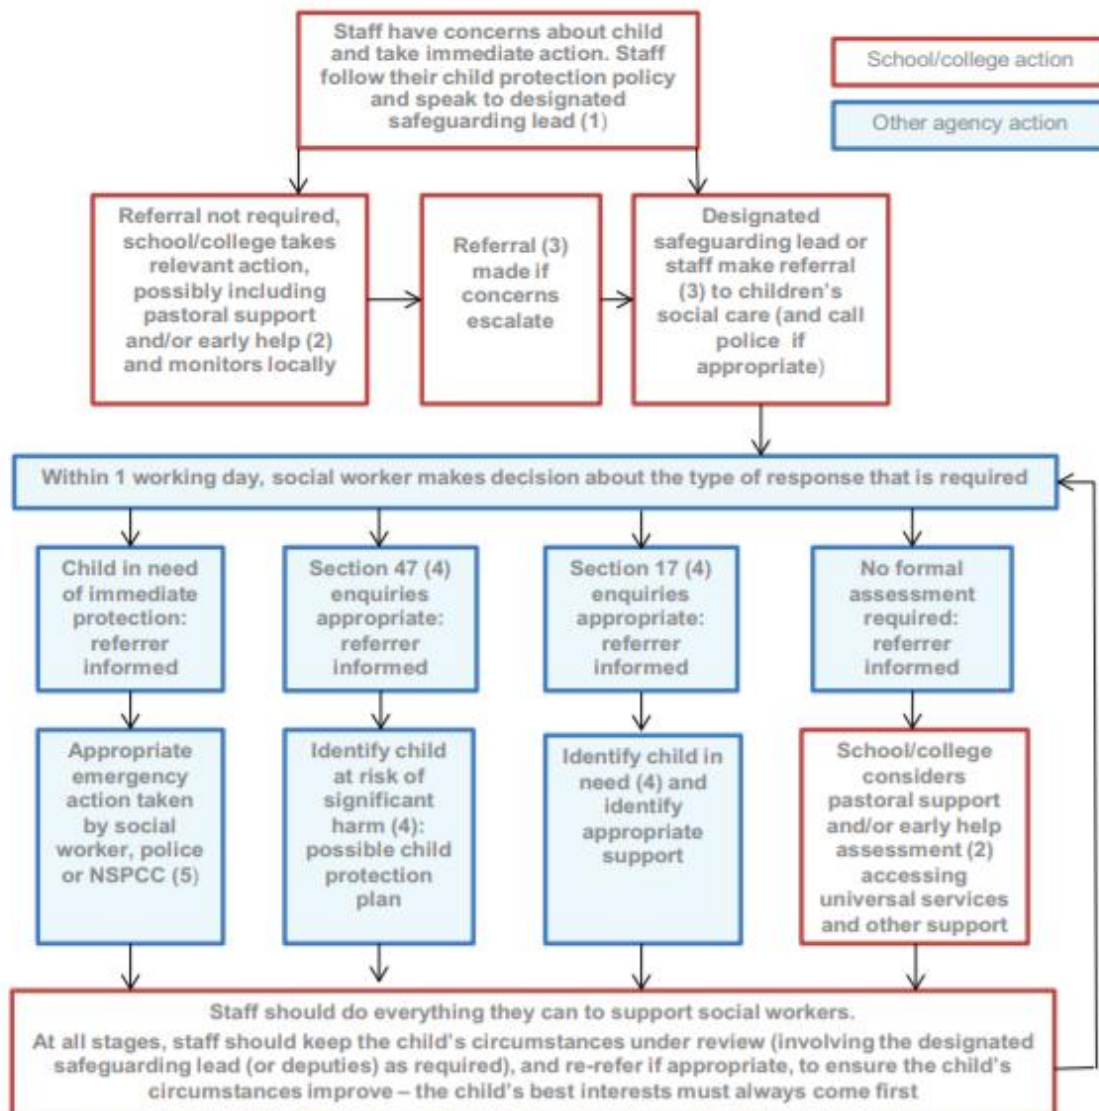 Staff have concerns about child
and take immediate action. Staff
follow their child protection policy
and speak to designated
safeguarding lead (1)
School/college action
Other agency action
Referral not required,
school/college takes
relevant action,
possibly including
pastoral support
and/or early help (2)
and monitors locally
Referral (3)
made if
concerns
escalate
Designated
safeguarding lead or
staff make referral
(3) to children's
social care (and call
police if
appropriate)
Within 1 working day, social worker makes decision about the type of response that is required
Child in need
of immediate
protection:
referrer
informed
Section 47 (4)
enquiries
appropriate:
referrer
informed
Section 17 (4)
enquiries
appropriate:
referrer
informed
No formal
assessment
required:
referrer
informed
Appropriate
emergency
action taken
by social
worker, police
or NSPCC (5)
Identify child
at risk of
significant
harm (4):
possible child
protection
plan
Identify child in
need (4) and
identify
appropriate
support
School/college
considers
pastoral support
and/or early help
assessment (2)
accessing
universal services
and other support
Staff should do everything they can to support social workers.
At all stages, staff should keep the child's circumstances under review (involving the designated
safeguarding lead (or deputies) as required), and re-refer if appropriate, to ensure the child's
circumstances improve – the child's best interests must always come first